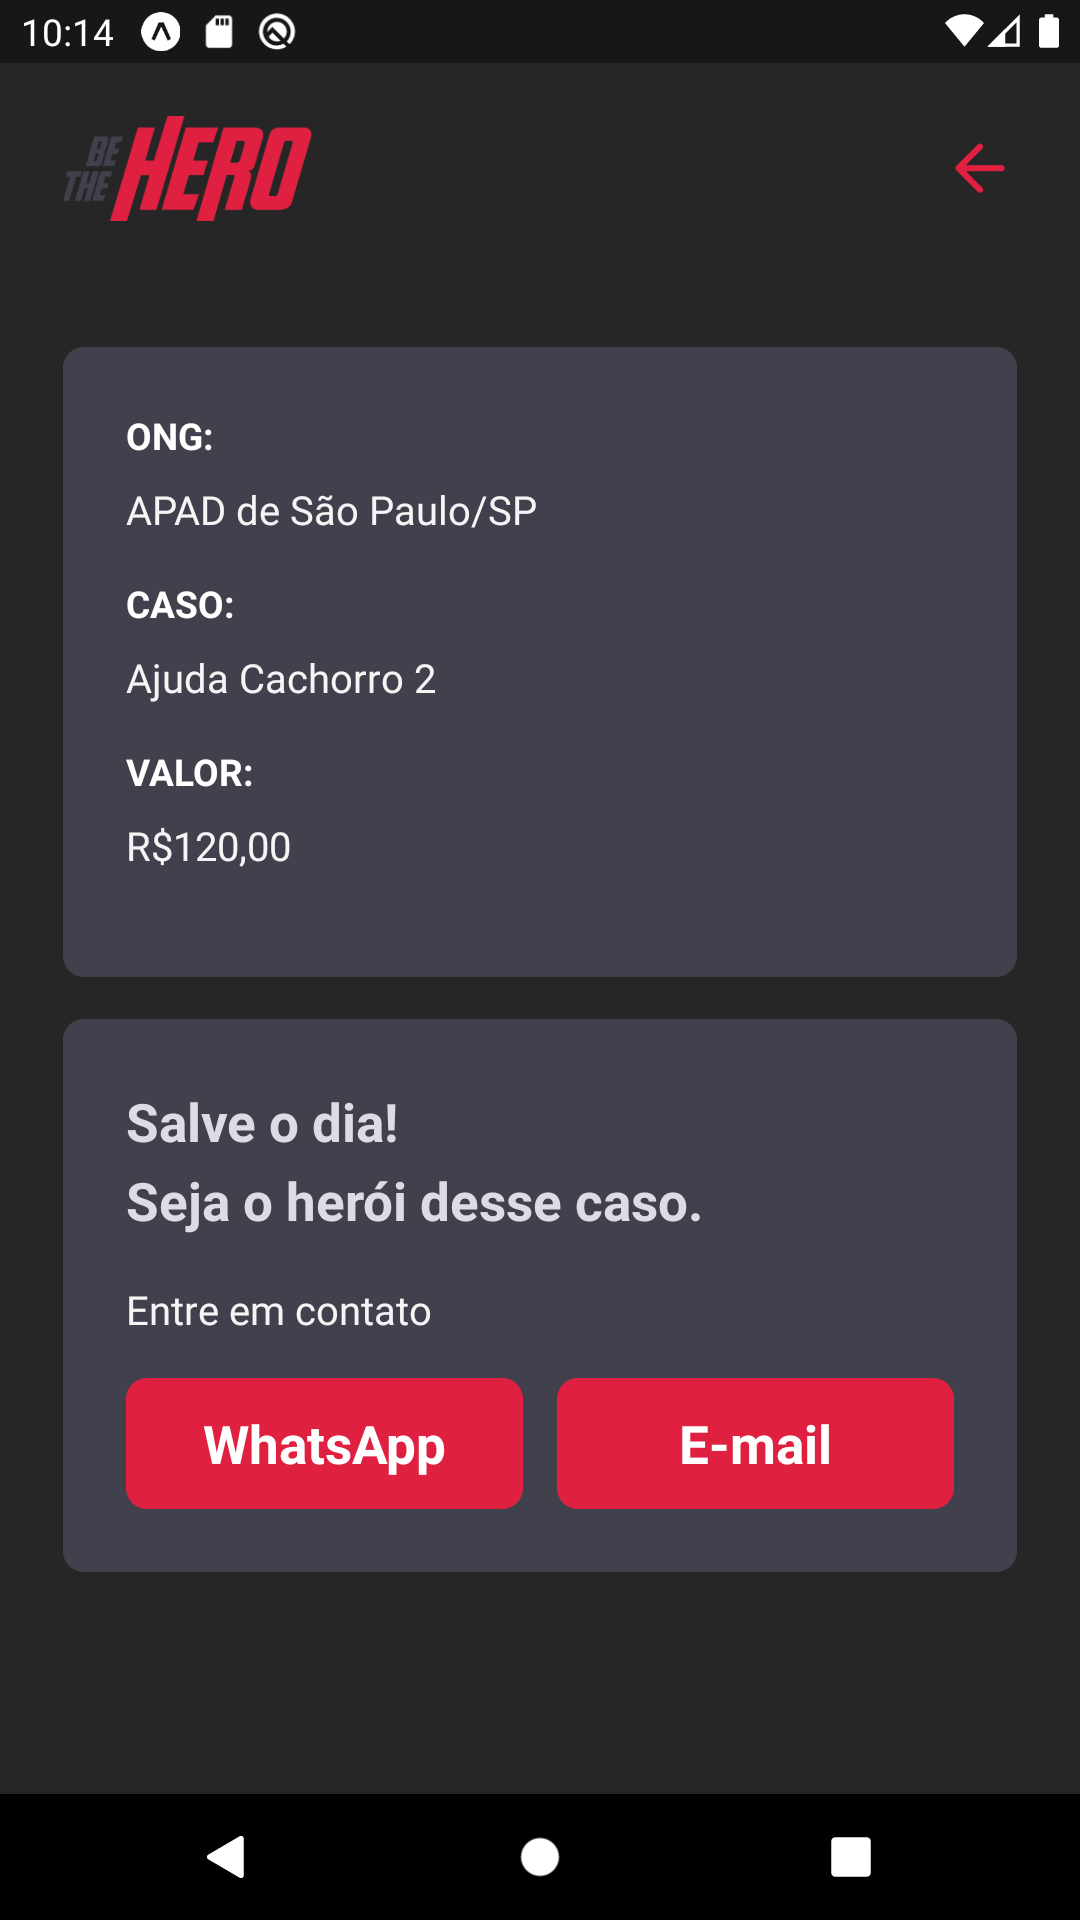 10:14
BE
THE
HERO
ONG:
APAD de São Paulo/SP
CASO:
Ajuda Cachorro 2
VALOR:
R$120,00
Salve o dia!
Seja o herói desse caso.
Entre em contato
WhatsApp
E-mail